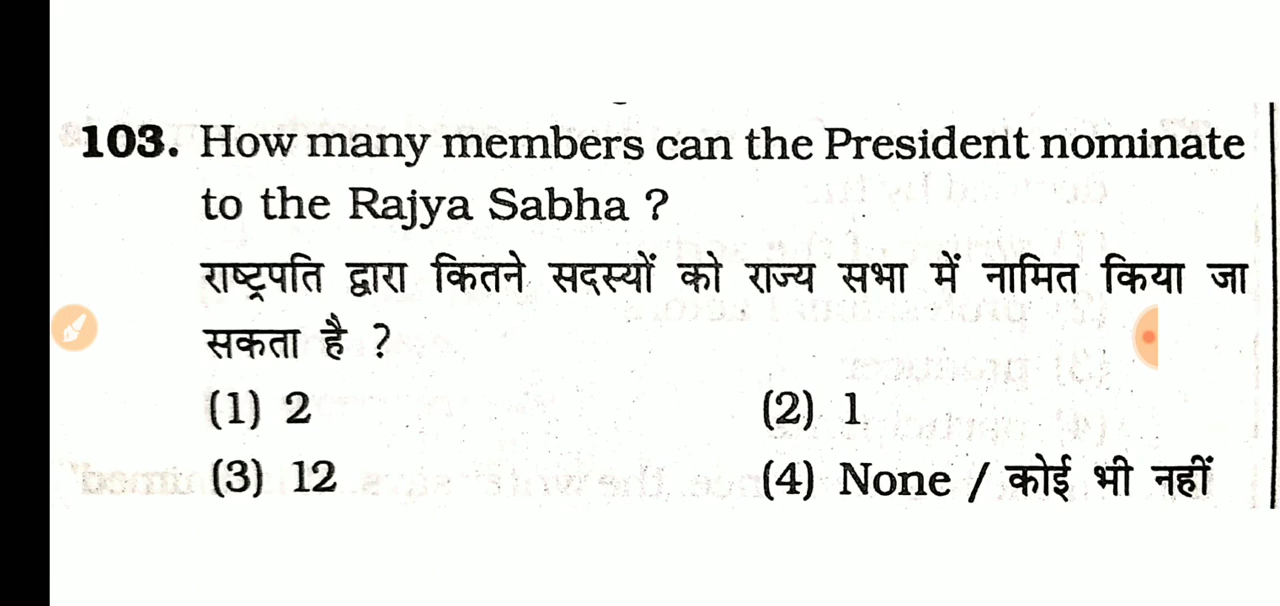 103. How many members can the President nominate
to the Rajya Sabha ?
राष्ट्रपति द्वारा कितने सदस्यों को राज्य सभा में नामित किया जा
सकता है ?
(1) 2 (2) 1
(3) 12 (4) None / कोई भी नहीं